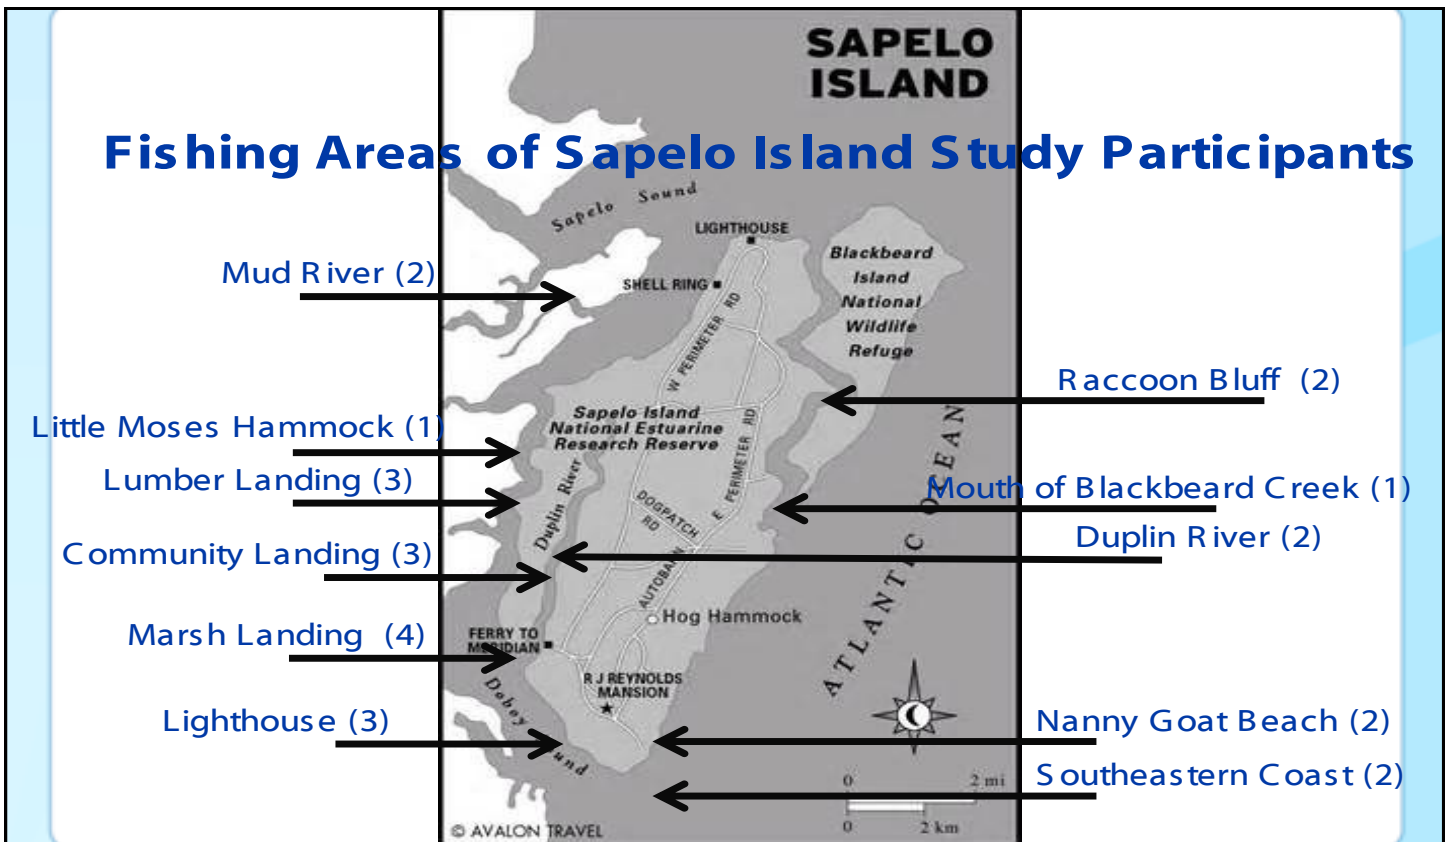 SAPELO
ISLAND
Fishing Areas of Sapelo Island Study Participants
Sapelo Sound
LIGHTHOUSE
Blackbeard
Island
National
Wildlife
Refuge
Mud River (2)
SHELL RING
W PERIMETER RD
Raccoon Bluff (2)
Sapelo Island
National Estuarine
Research Reserve
Little Moses Hammock (1)
E PERIMETER RD
ATLANTIC OCEAN
Lumber Landing (3)
Duplin River
DOGPATCH
RD
Mouth of Blackbeard Creek (1)
Duplin River (2)
Community Landing (3)
AUTOBAHN
Hog Hammock
Marsh Landing (4)
FERRY TO
MERIDIAN
R J REYNOLDS
MANSION
Doboy Sound
Lighthouse (3)
Nanny Goat Beach (2)
Southeastern Coast (2)
0 2 mi
0 2 km
© AVALON TRAVEL